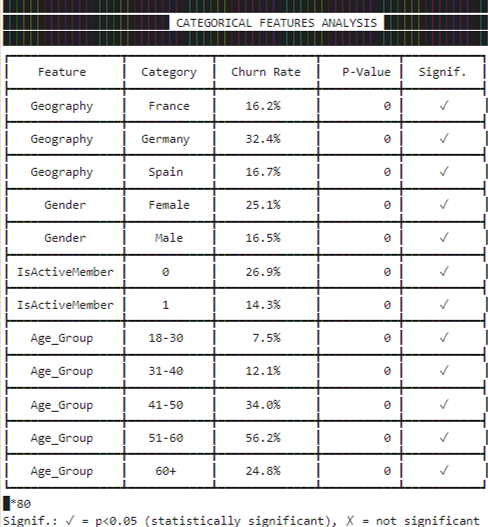 CATEGORICAL FEATURES ANALYSIS
Feature Category Churn Rate P-Value Signif.
Geography France 16.2% 0 ✓
Geography Germany 32.4% 0 ✓
Geography Spain 16.7% 0 ✓
Gender Female 25.1% 0 ✓
Gender Male 16.5% 0 ✓
IsActiveMember 0 26.9% 0 ✓
IsActiveMember 1 14.3% 0 ✓
Age_Group 18-30 7.5% 0 ✓
Age_Group 31-40 12.1% 0 ✓
Age_Group 41-50 34.0% 0 ✓
Age_Group 51-60 56.2% 0 ✓
Age_Group 60+ 24.8% 0 ✓
█*80
Signif.: ✓ = p<0.05 (statistically significant), ✗ = not significant